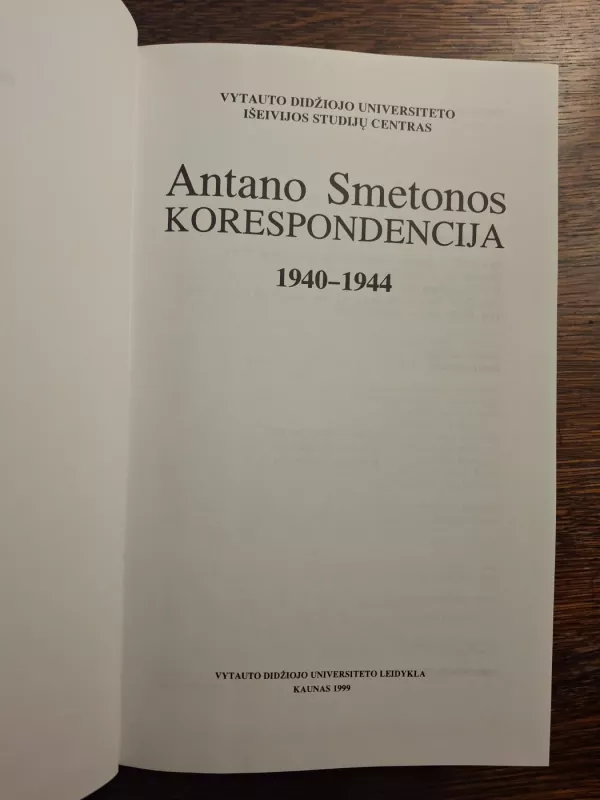 VYTAUTO DIDŽIOJO UNIVERSITETO
IŠEIVIJOS STUDIJŲ CENTRAS
Antano Smetonos
KORESPONDENCIJA
1940–1944
VYTAUTO DIDŽIOJO UNIVERSITETO LEIDYKLA
KAUNAS 1999